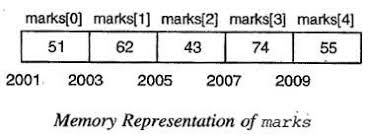 marks[0] marks[1] marks[2] marks[3] marks[4]
51 62 43 74 55
2001 2003 2005 2007 2009
Memory Representation of marks